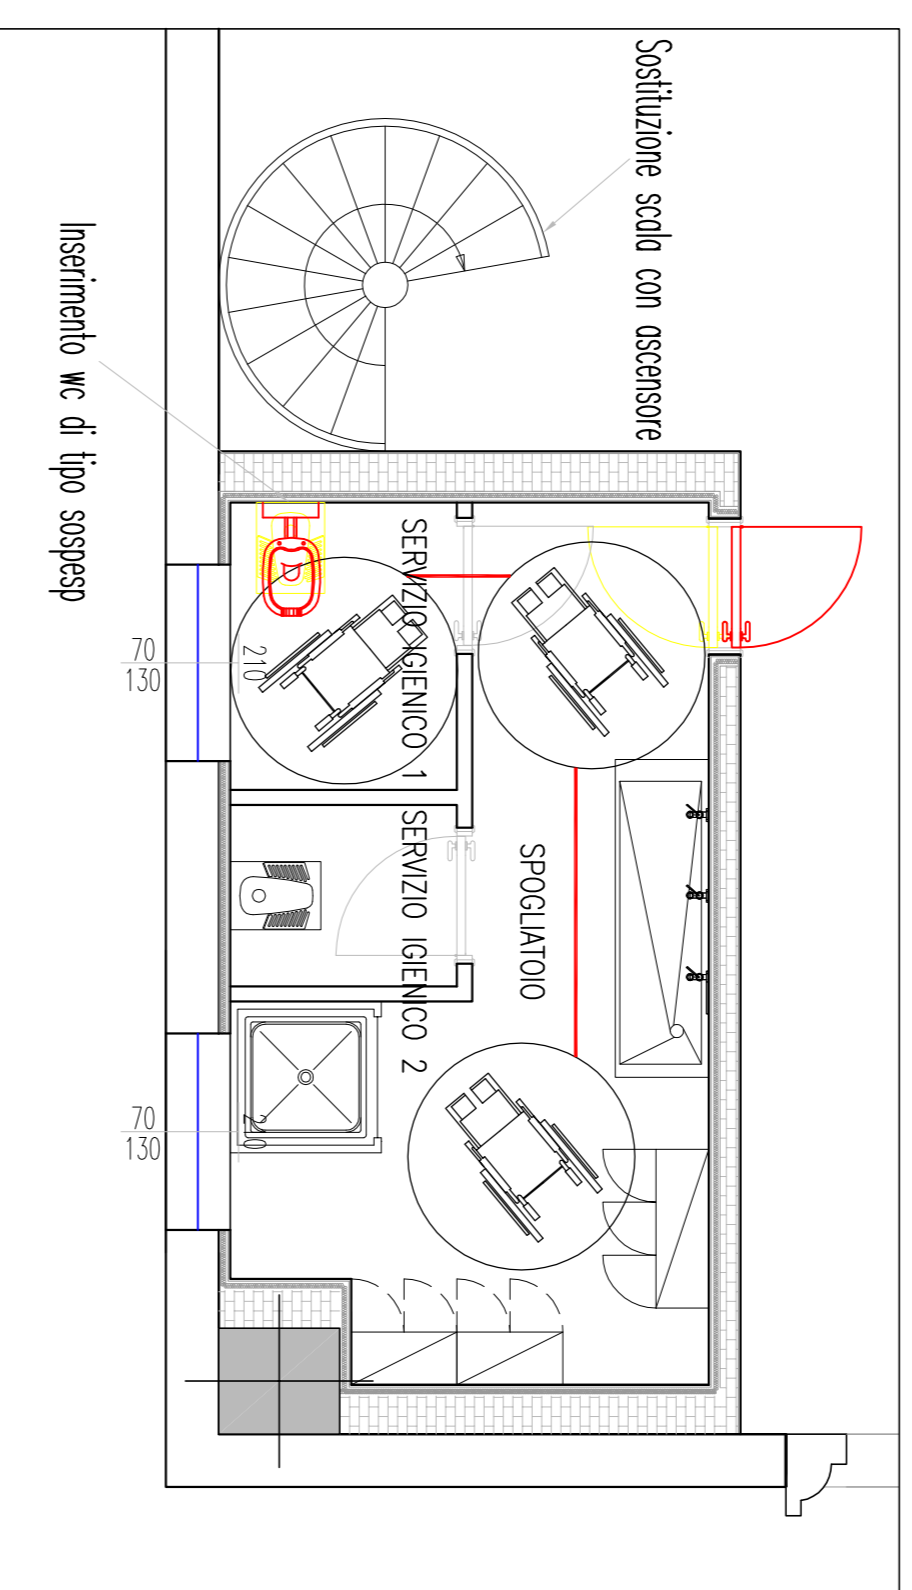 Sostituzione scala con ascensore
Inserimento wc di tipo sospesp
SERVIZIO IGIENICO 1
SERVIZIO IGIENICO 2
SPOGLIATOIO
70
130
210
70
130
210